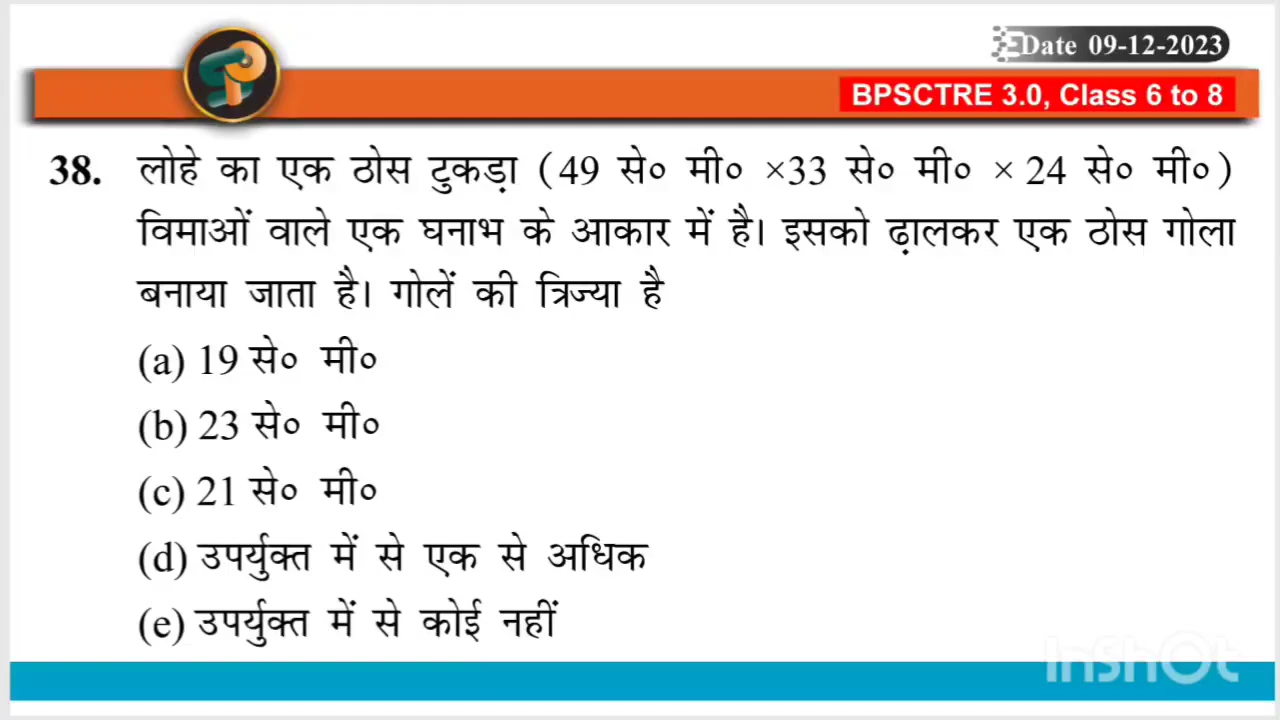 Date 09-12-2023
BPSCTRE 3.0, Class 6 to 8
38. लोहे का एक ठोस टुकड़ा (49 से० मी० ×33 से० मी० × 24 से० मी०)
विमाओं वाले एक घनाभ के आकार में है। इसको ढ़ालकर एक ठोस गोला
बनाया जाता है। गोलें की त्रिज्या है
(a) 19 से० मी०
(b) 23 से० मी०
(c) 21 से० मी०
(d) उपर्युक्त में से एक से अधिक
(e) उपर्युक्त में से कोई नहीं
InShOt